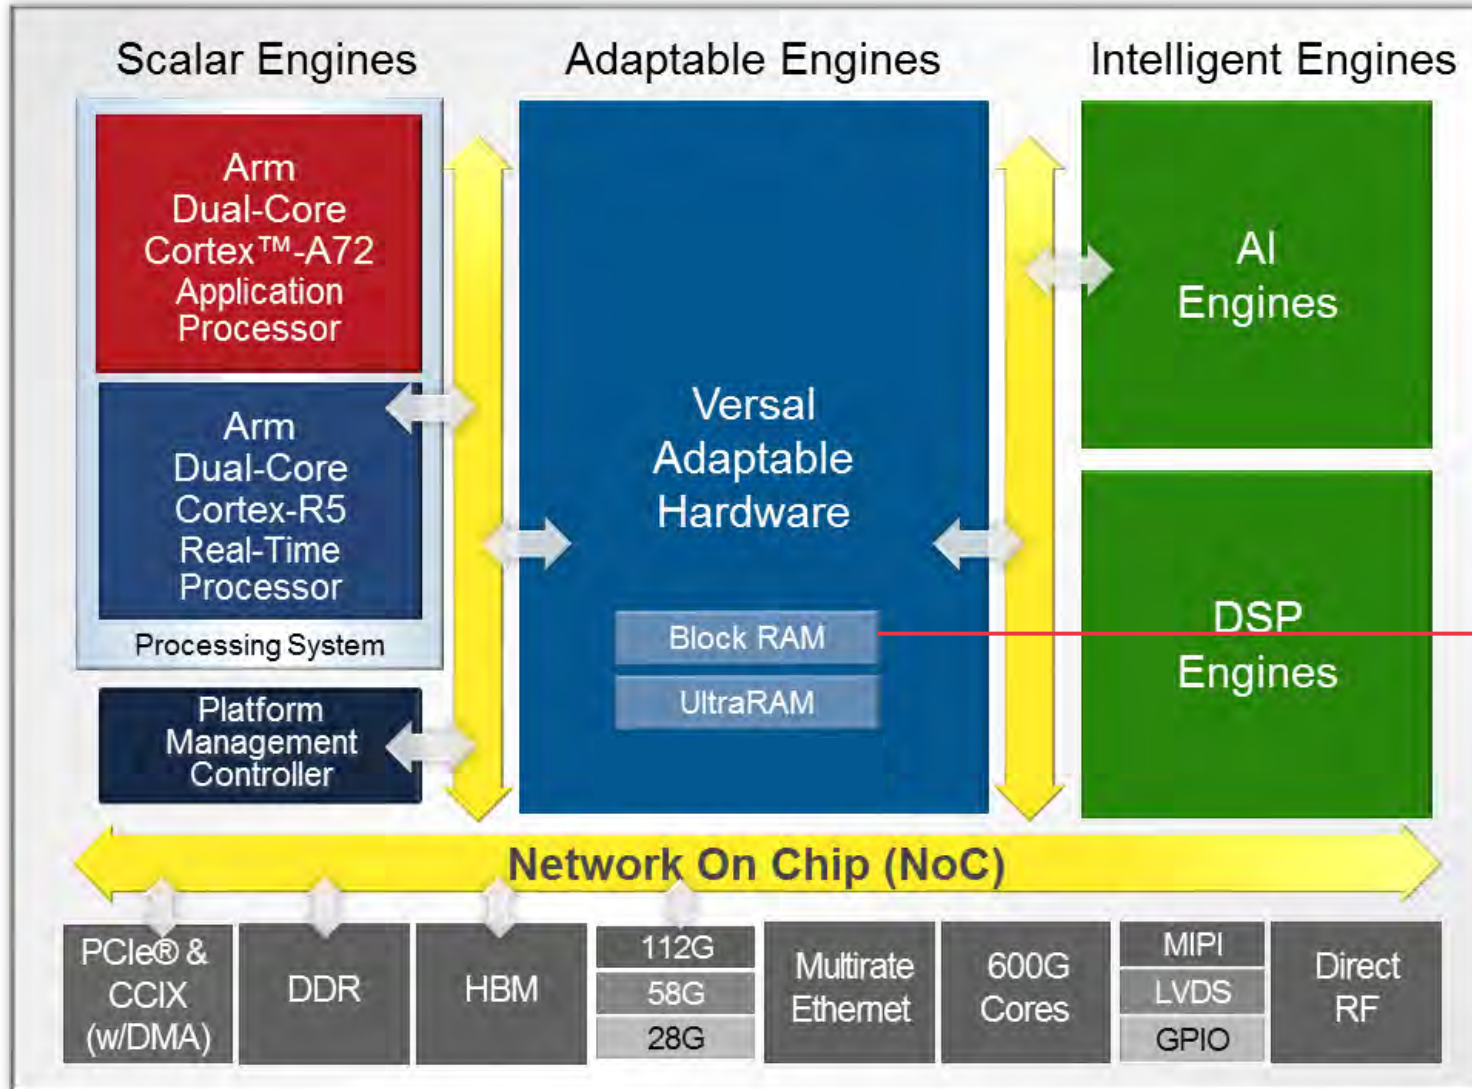 Scalar Engines
Adaptable Engines
Intelligent Engines
Arm
Dual-Core
Cortex™-A72
Application
Processor
Arm
Dual-Core
Cortex-R5
Real-Time
Processor
Processing System
Platform
Management
Controller
Versal
Adaptable
Hardware
Block RAM
UltraRAM
AI
Engines
DSP
Engines
Network On Chip (NoC)
PCIe® &
CCIX
(w/DMA)
DDR
HBM
112G
58G
28G
Multirate
Ethernet
600G
Cores
MIPI
LVDS
GPIO
Direct
RF